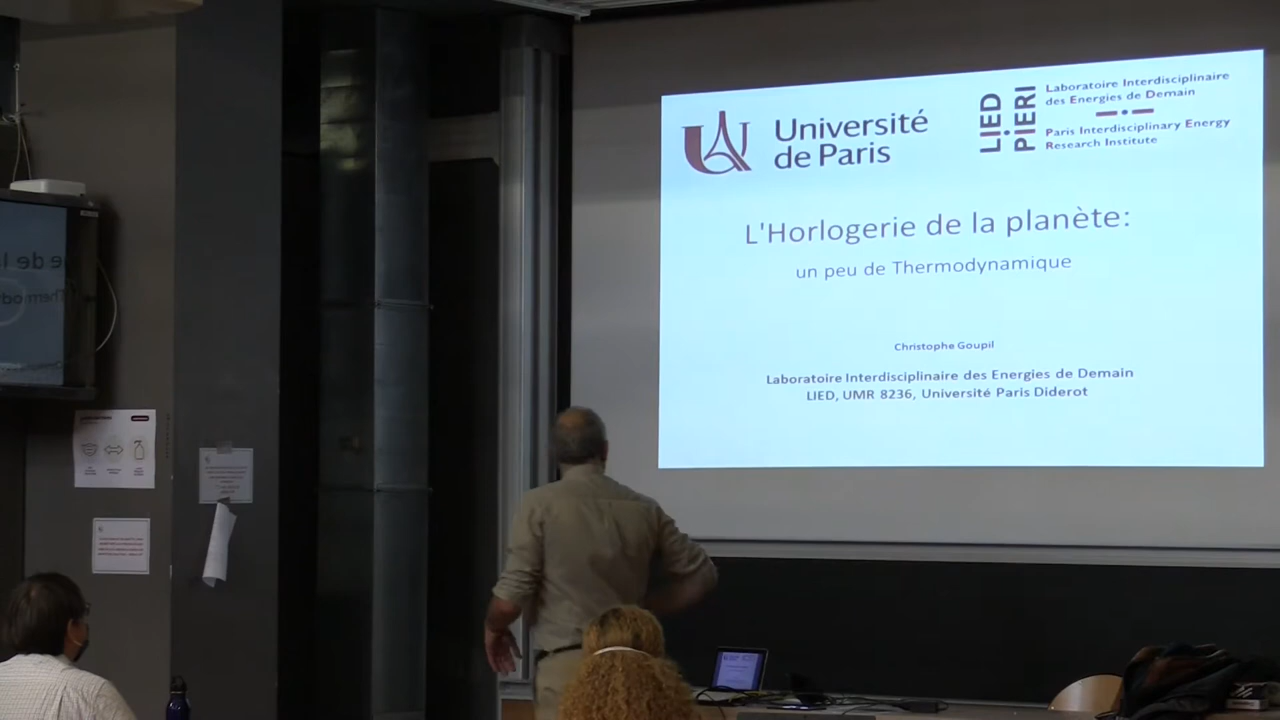 Université
de Paris
LIED
PIERI
Laboratoire Interdisciplinaire
des Energies de Demain
Paris Interdisciplinary Energy
Research Institute
L'Horlogerie de la planète:
un peu de Thermodynamique
Christophe Goupil
Laboratoire Interdisciplinaire des Energies de Demain
LIED, UMR 8236, Université Paris Diderot